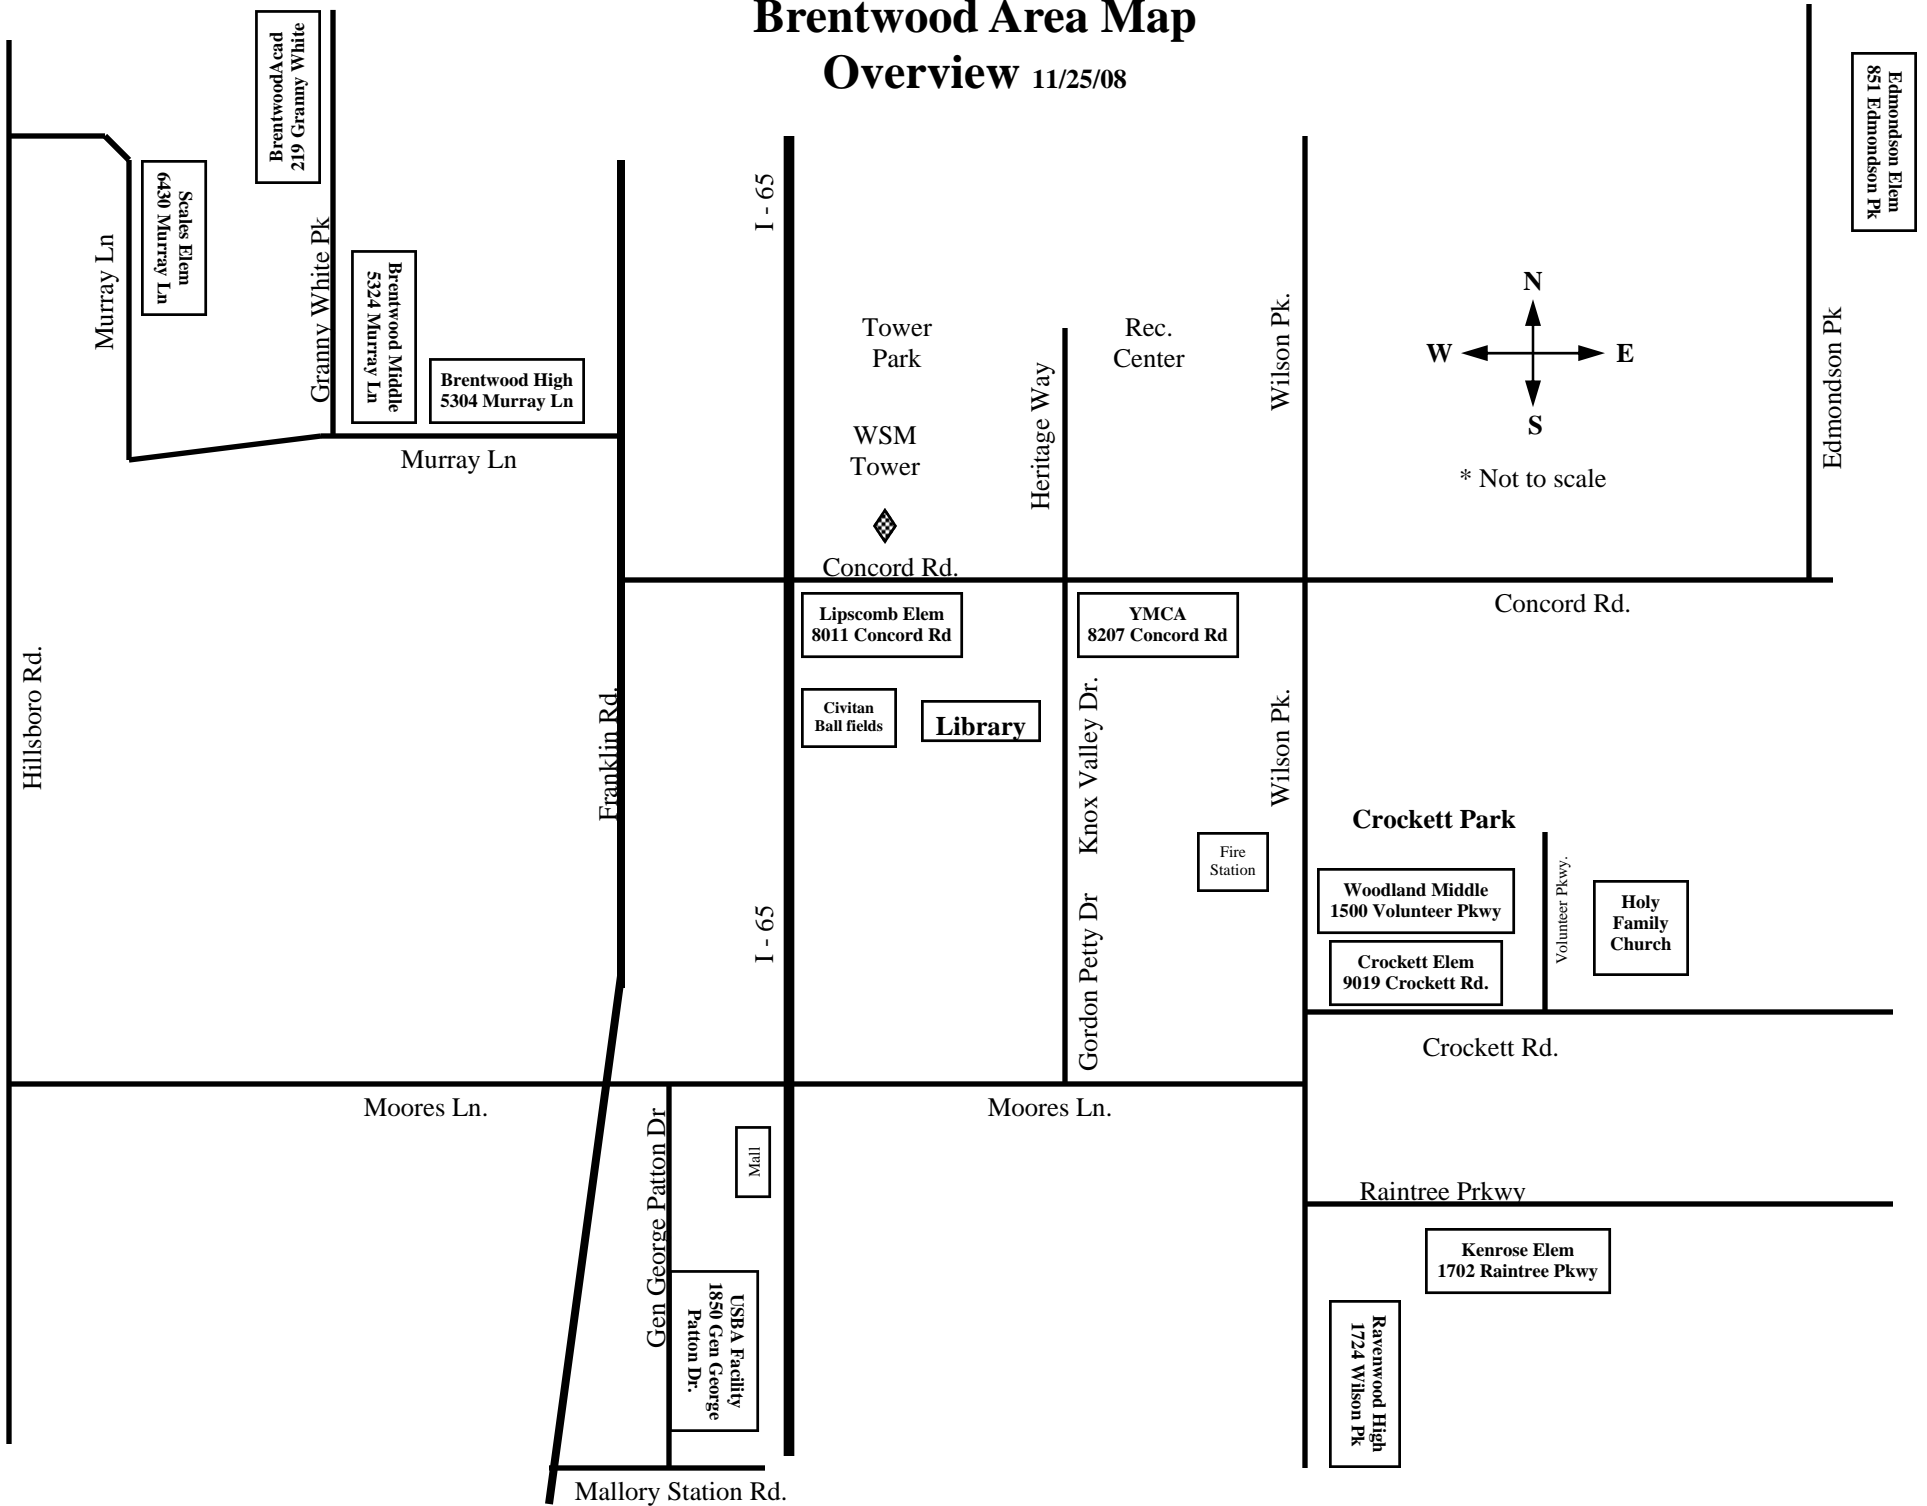 Brentwood Area Map
Overview 11/25/08
BrentwoodAcad
219 Granny White
Edmondson Elem
851 Edmondson Pk
Scales Elem
6430 Murray Ln
Murray Ln
Granny White Pk
Brentwood Middle
5324 Murray Ln
Brentwood High
5304 Murray Ln
Murray Ln
I - 65
Tower
Park
WSM
Tower
Heritage Way
Rec.
Center
Wilson Pk.
N
W
E
S
* Not to scale
Edmondson Pk
Concord Rd.
Concord Rd.
Lipscomb Elem
8011 Concord Rd
YMCA
8207 Concord Rd
Hillsboro Rd.
Franklin Rd.
Civitan
Ball fields
Library
Knox Valley Dr.
Wilson Pk.
Crockett Park
Fire
Station
Woodland Middle
1500 Volunteer Pkwy
Volunteer Pkwy.
Holy
Family
Church
I - 65
Gordon Petty Dr
Crockett Elem
9019 Crockett Rd.
Crockett Rd.
Moores Ln.
Moores Ln.
Gen George Patton Dr
Mall
Raintree Prkwy
Kenrose Elem
1702 Raintree Pkwy
USBA Facility
1850 Gen George
Patton Dr.
Ravenwood High
1724 Wilson Pk
Mallory Station Rd.